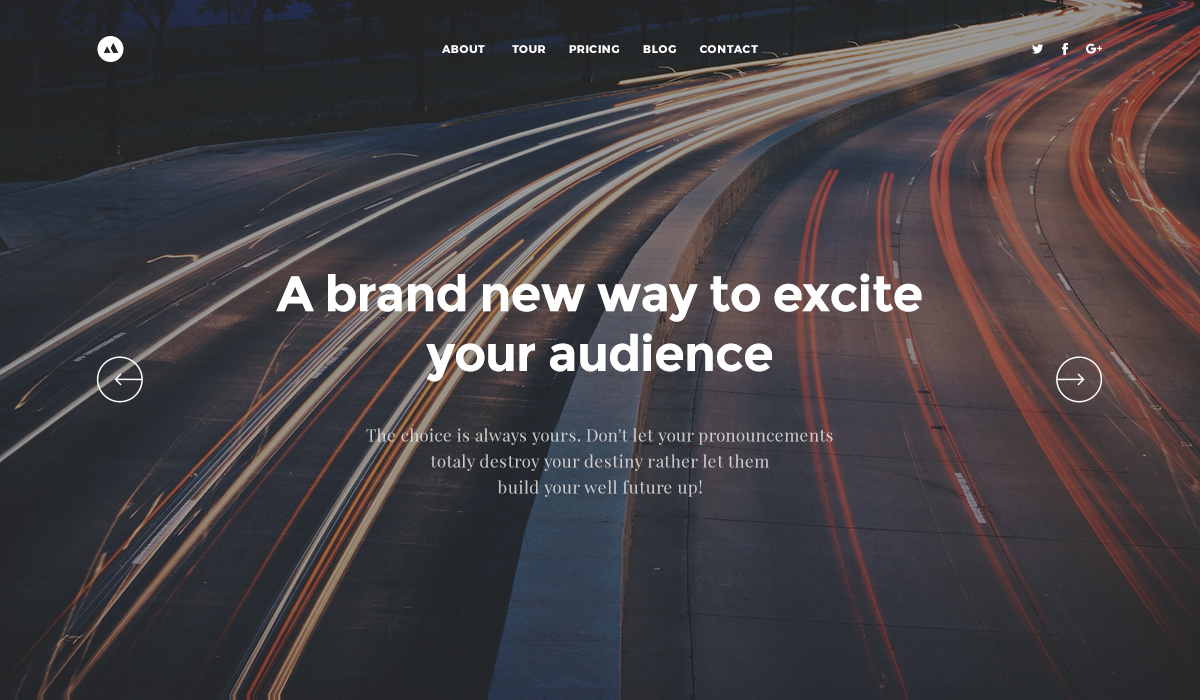 ABOUT TOUR PRICING BLOG CONTACT
A brand new way to excite
your audience
The choice is always yours. Don't let your pronouncements
totaly destroy your destiny rather let them
build your well future up!